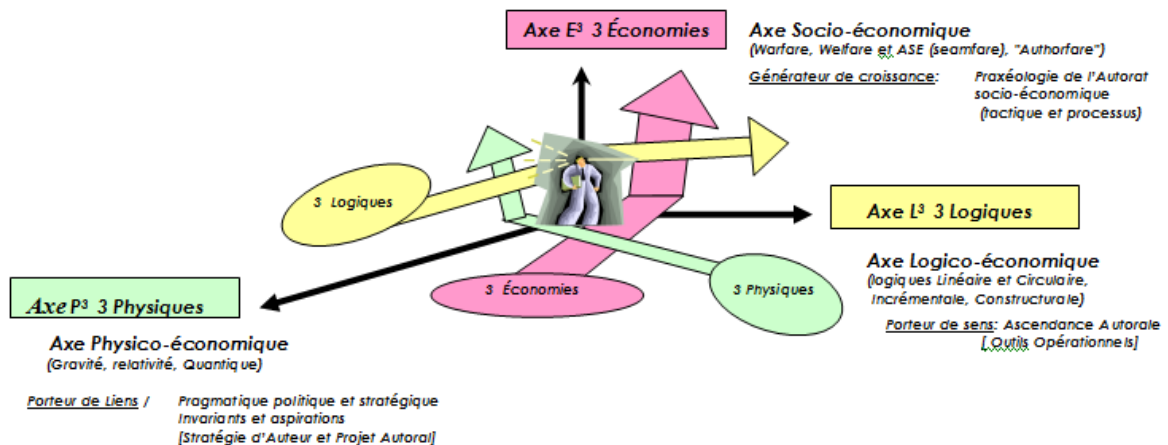 Axe E³ 3 Économies
Axe Socio-économique
(Warfare, Welfare et ASE (seamfare), "Authorfare")
Générateur de croissance: Praxéologie de l'Autorat
socio-économique
(tactique et processus)
3 Logiques
Axe L³ 3 Logiques
3 Économies
3 Physiques
Axe Logico-économique
(logiques Linéaire et Circulaire,
Incrémentale, Constructurale)
Porteur de sens: Ascendance Autorale
[ Outils Opérationnels]
Axe P³ 3 Physiques
Axe Physico-économique
(Gravité, relativité, Quantique)
Porteur de Liens / Pragmatique politique et stratégique
Invariants et aspirations
[Stratégie d'Auteur et Projet Autoral]